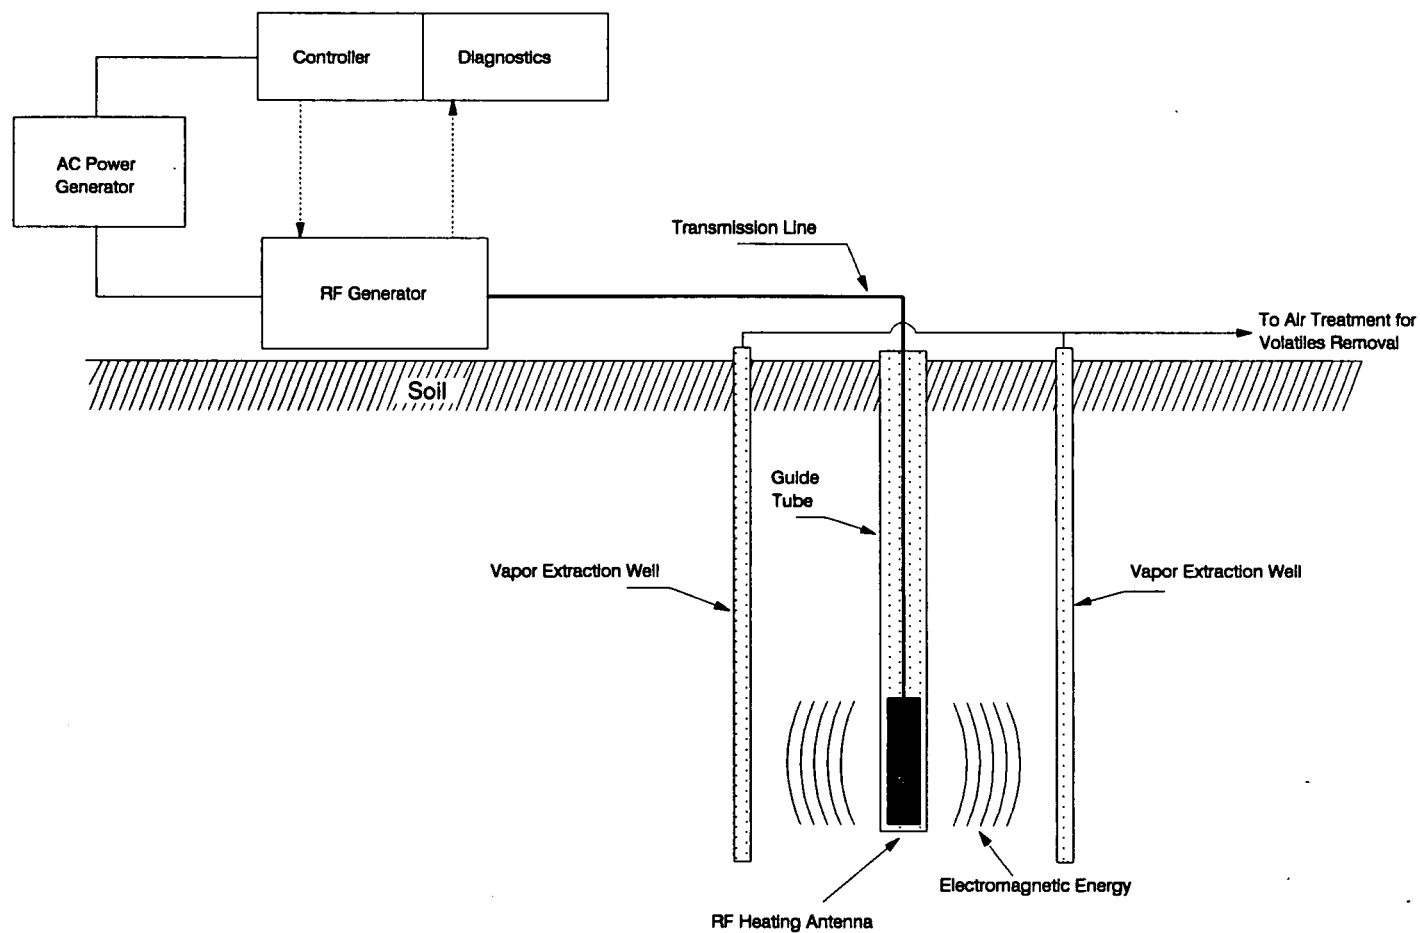 Controller
Diagnostics
AC Power
Generator
Transmission Line
RF Generator
To Air Treatment for
Volatiles Removal
Soil
Guide
Tube
Vapor Extraction Well
Vapor Extraction Well
Electromagnetic Energy
RF Heating Antenna